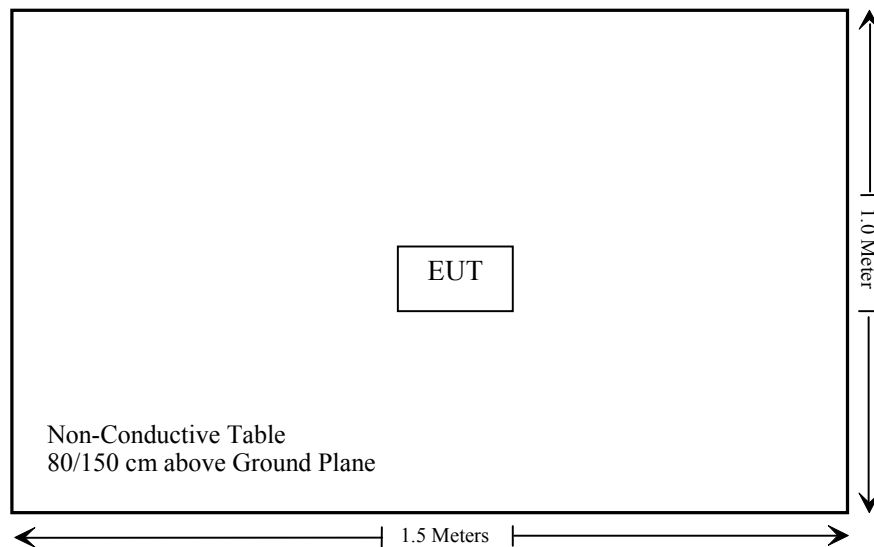 EUT
1.0 Meter
Non-Conductive Table
80/150 cm above Ground Plane
1.5 Meters